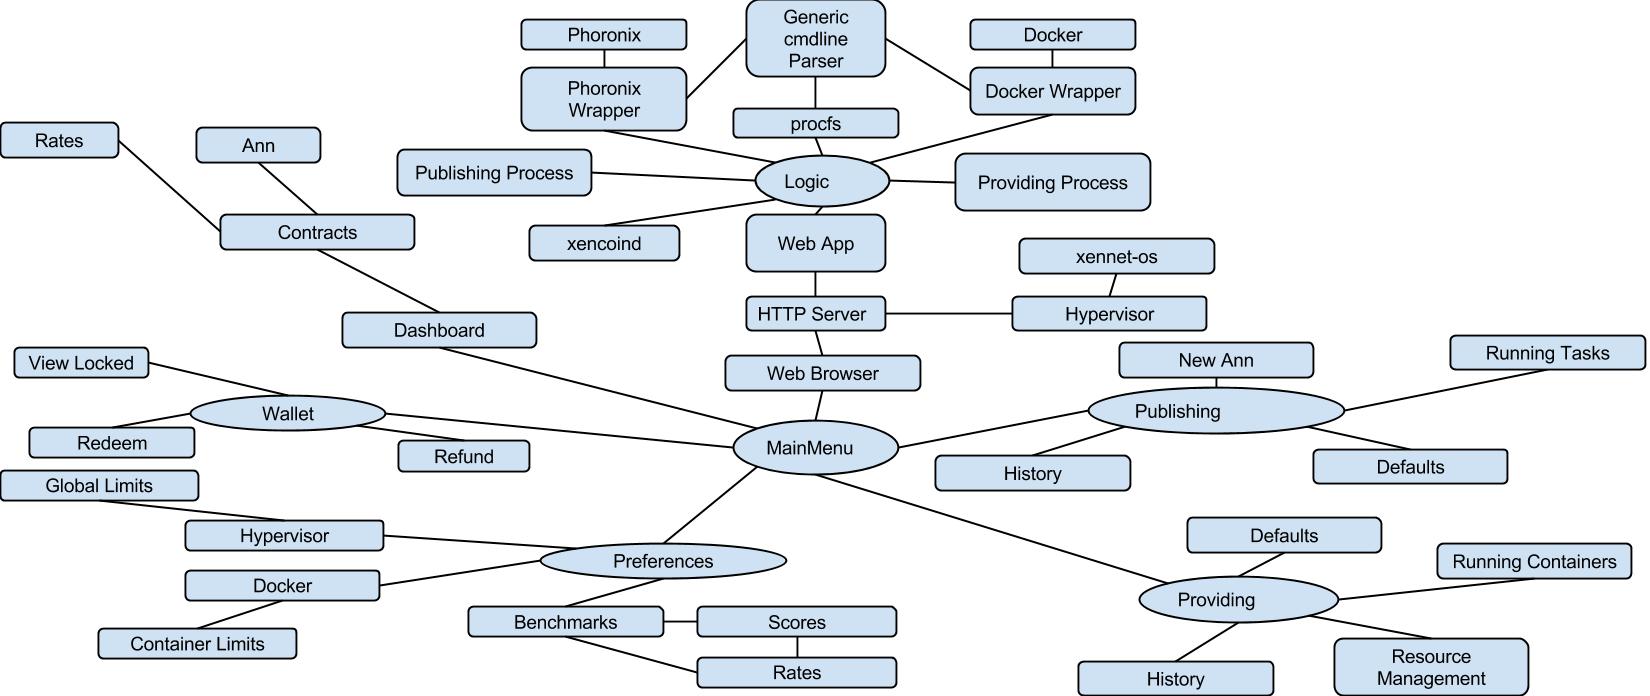 Generic
cmdline
Parser
Phoronix
Docker
Phoronix
Wrapper
Docker Wrapper
procfs
Rates
Ann
Publishing Process
Logic
Providing Process
Contracts
xencoind
Web App
xennet-os
HTTP Server
Hypervisor
Dashboard
View Locked
Web Browser
New Ann
Running Tasks
Wallet
Publishing
Redeem
Refund
MainMenu
History
Defaults
Global Limits
Hypervisor
Preferences
Defaults
Running Containers
Docker
Providing
Benchmarks
Scores
Container Limits
Rates
History
Resource
Management